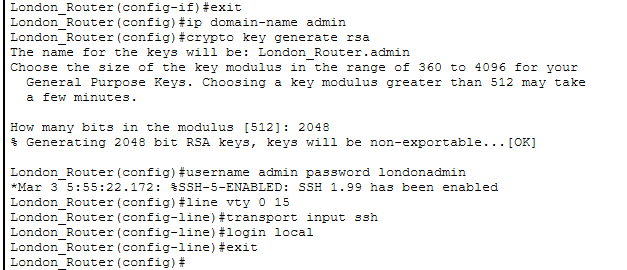 London_Router(config-if)#exit
London_Router(config)#ip domain-name admin
London_Router(config)#crypto key generate rsa
The name for the keys will be: London_Router.admin
Choose the size of the key modulus in the range of 360 to 4096 for your
  General Purpose Keys. Choosing a key modulus greater than 512 may take
  a few minutes.

How many bits in the modulus [512]: 2048
% Generating 2048 bit RSA keys, keys will be non-exportable...[OK]

London_Router(config)#username admin password londonadmin
*Mar 3 5:55:22.172: %SSH-5-ENABLED: SSH 1.99 has been enabled
London_Router(config)#line vty 0 15
London_Router(config-line)#transport input ssh
London_Router(config-line)#login local
London_Router(config-line)#exit
London_Router(config)#